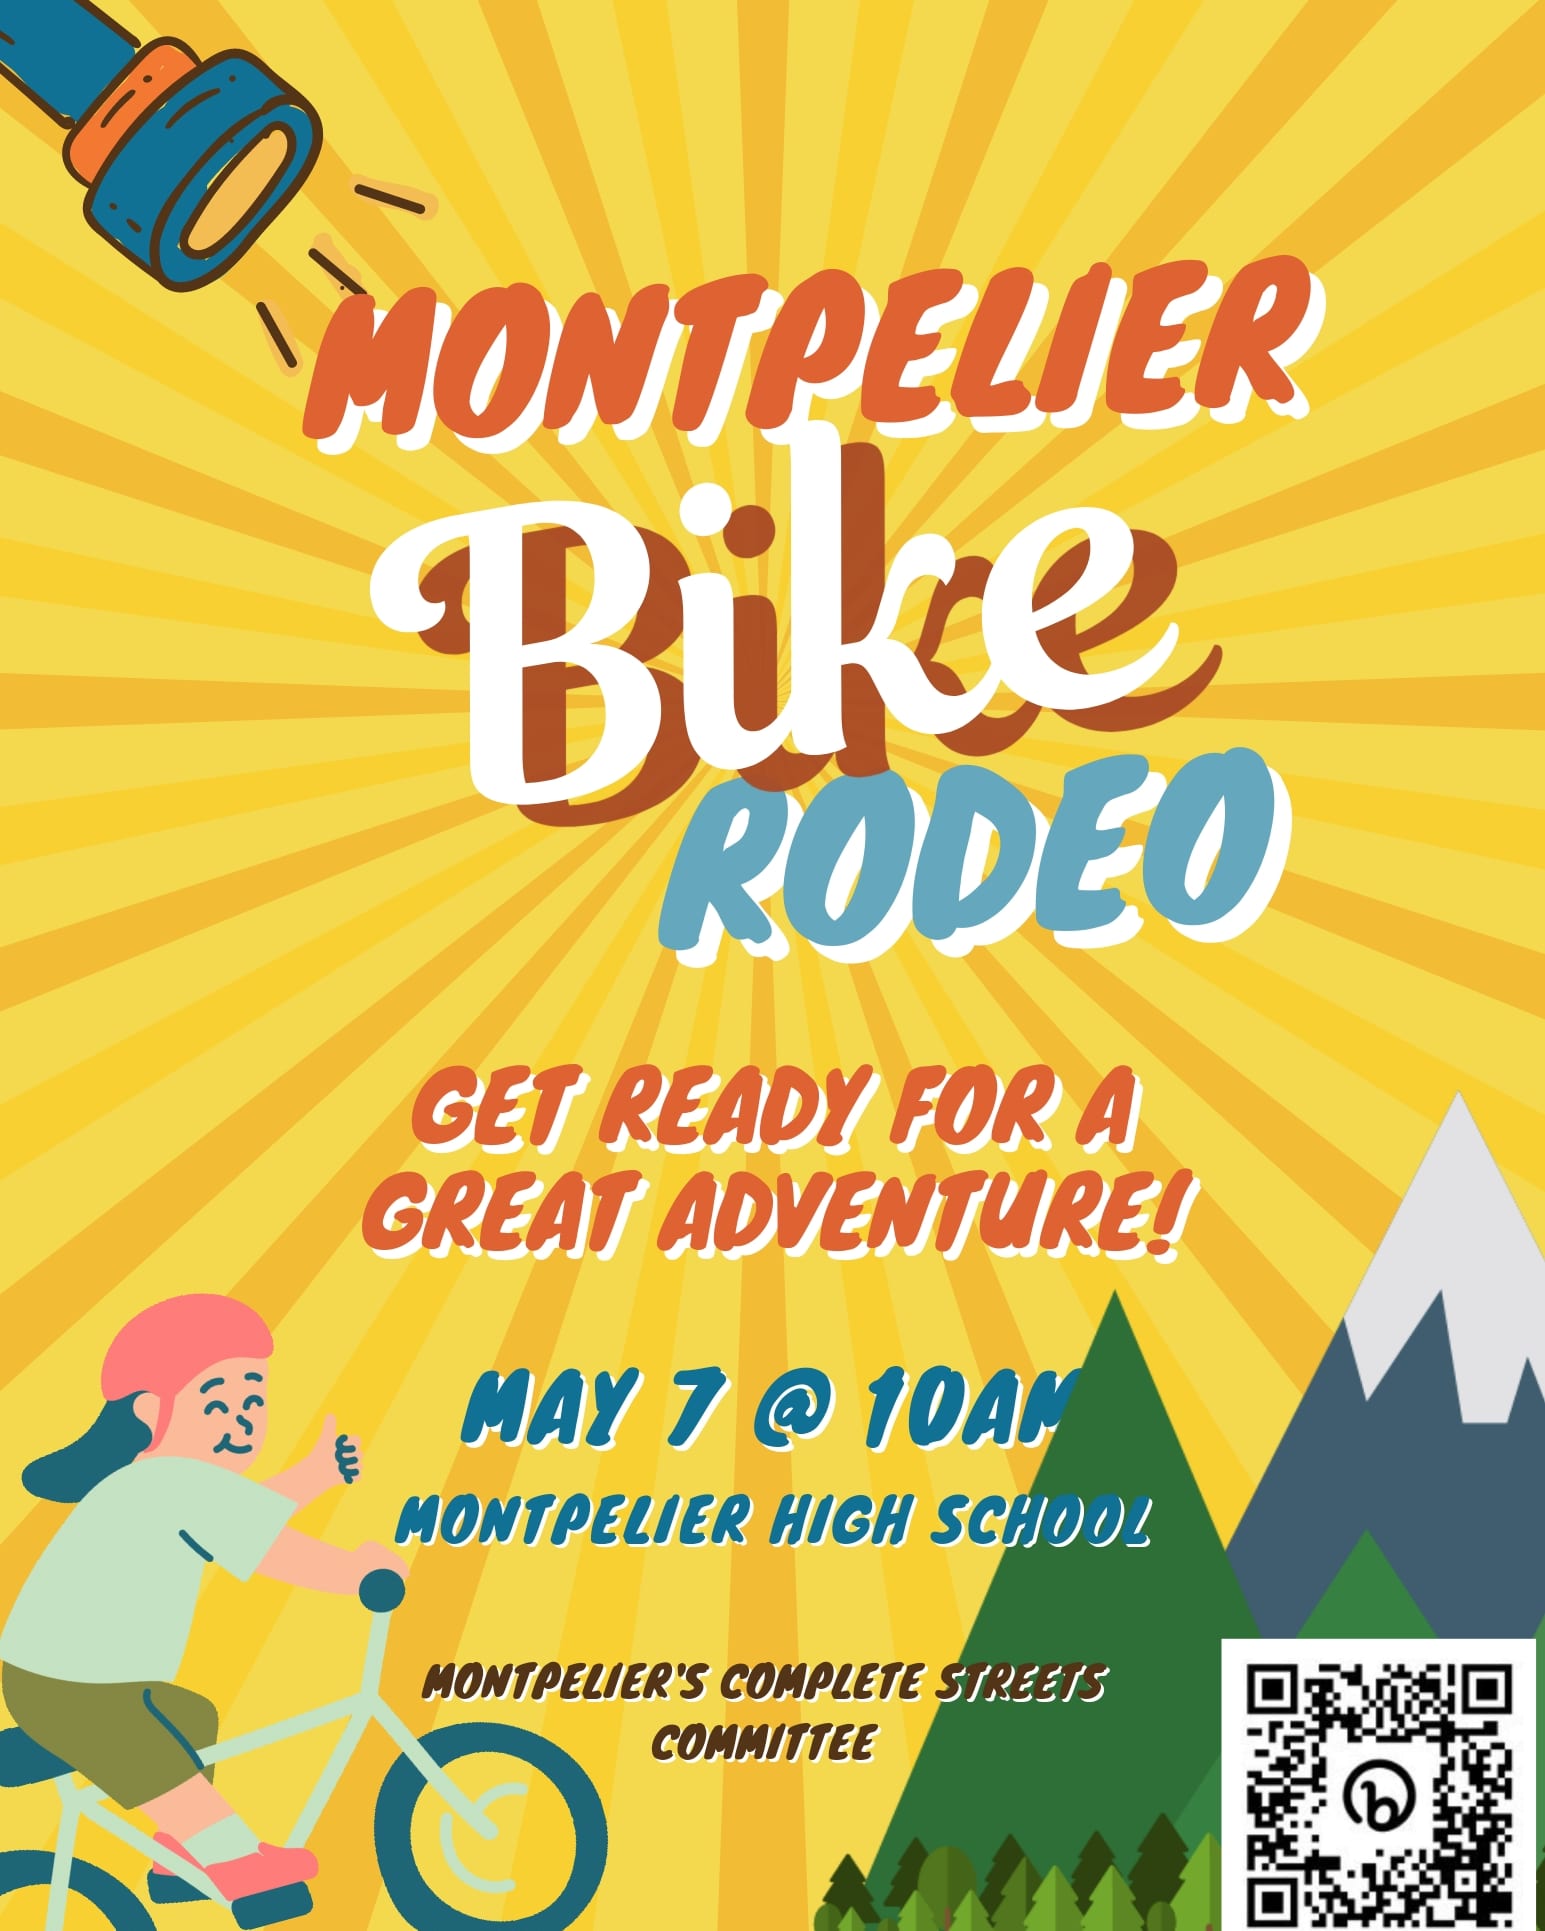 MONTPELIER
Bike
RODEO
GET READY FOR A
GREAT ADVENTURE!
MAY 7 @ 10AM
MONTPELIER HIGH SCHOOL
MONTPELIER'S COMPLETE STREETS
COMMITTEE
b